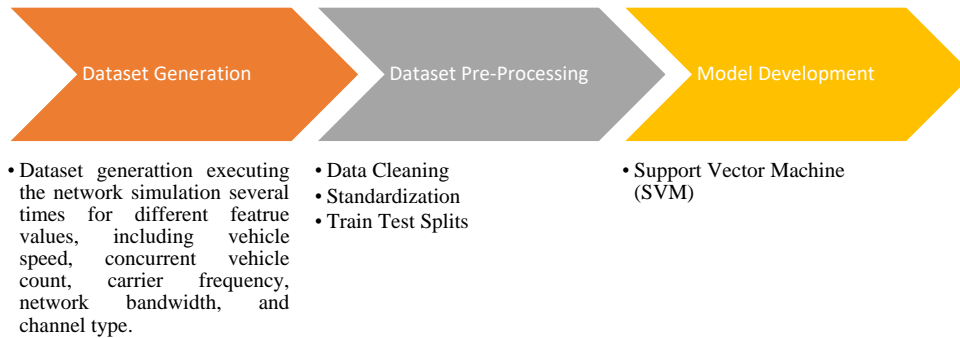 Dataset Generation
Dataset Pre-Processing
Model Development
• Dataset generattion executing
the network simulation several
times for different featrue
values, including vehicle
speed, concurrent vehicle
count, carrier frequency,
network bandwidth, and
channel type.
• Data Cleaning
• Standardization
• Train Test Splits
• Support Vector Machine
(SVM)